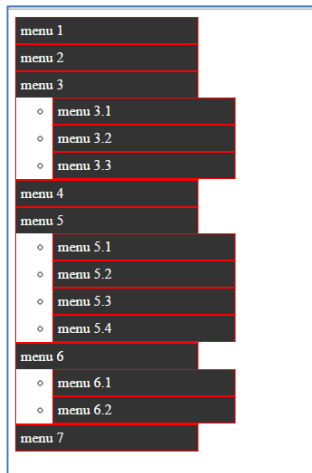 menu 1
menu 2
menu 3
menu 3.1
menu 3.2
menu 3.3
menu 4
menu 5
menu 5.1
menu 5.2
menu 5.3
menu 5.4
menu 6
menu 6.1
menu 6.2
menu 7